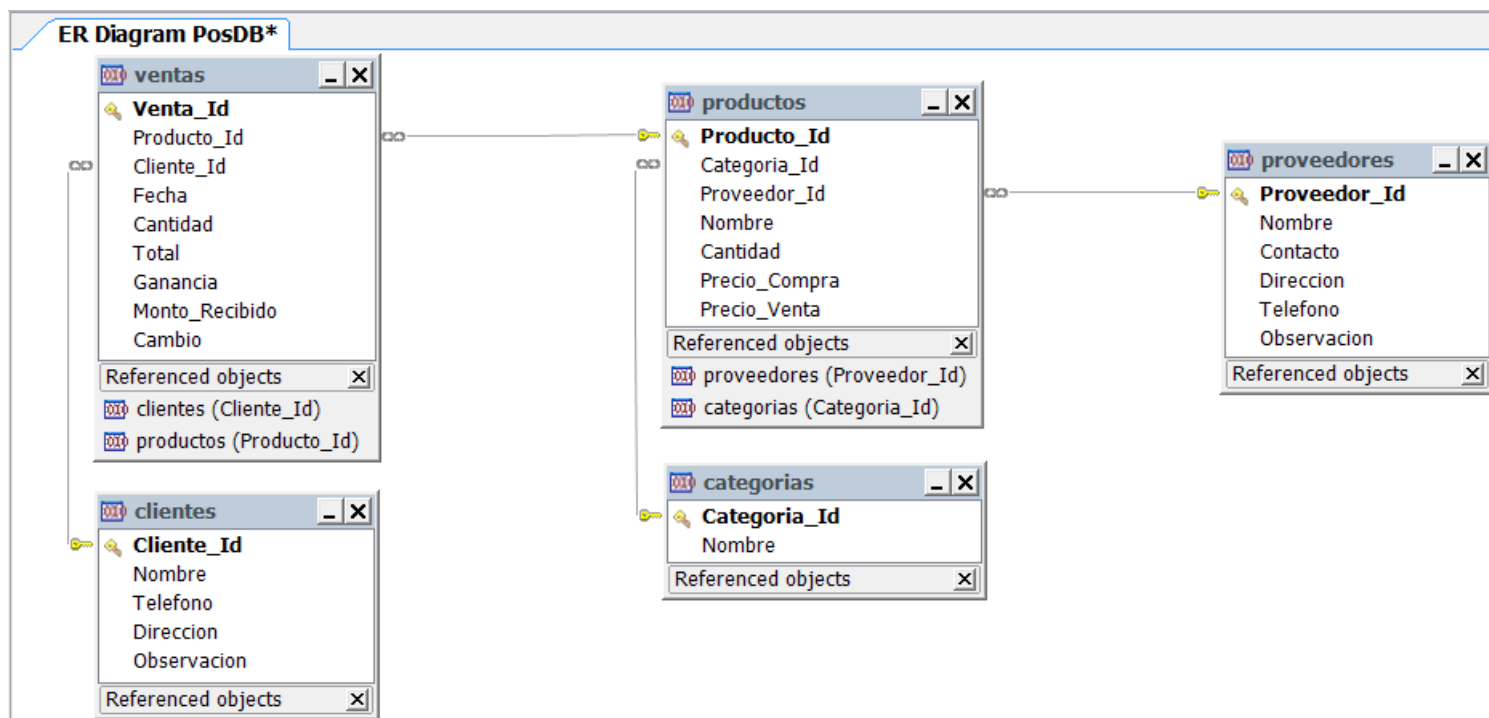 ER Diagram PosDB*
ventas
Venta_Id
Producto_Id
Cliente_Id
Fecha
Cantidad
Total
Ganancia
Monto_Recibido
Cambio
Referenced objects
clientes (Cliente_Id)
productos (Producto_Id)
clientes
Cliente_Id
Nombre
Telefono
Direccion
Observacion
Referenced objects
productos
Producto_Id
Categoria_Id
Proveedor_Id
Nombre
Cantidad
Precio_Compra
Precio_Venta
Referenced objects
proveedores (Proveedor_Id)
categorias (Categoria_Id)
categorias
Categoria_Id
Nombre
Referenced objects
proveedores
Proveedor_Id
Nombre
Contacto
Direccion
Telefono
Observacion
Referenced objects